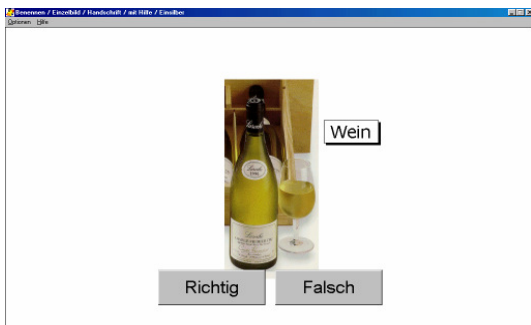 Benennen / Einzelbild / Handschrift / mit Hilfe / Einsilber
Optionen Hilfe
Wein
Richtig Falsch